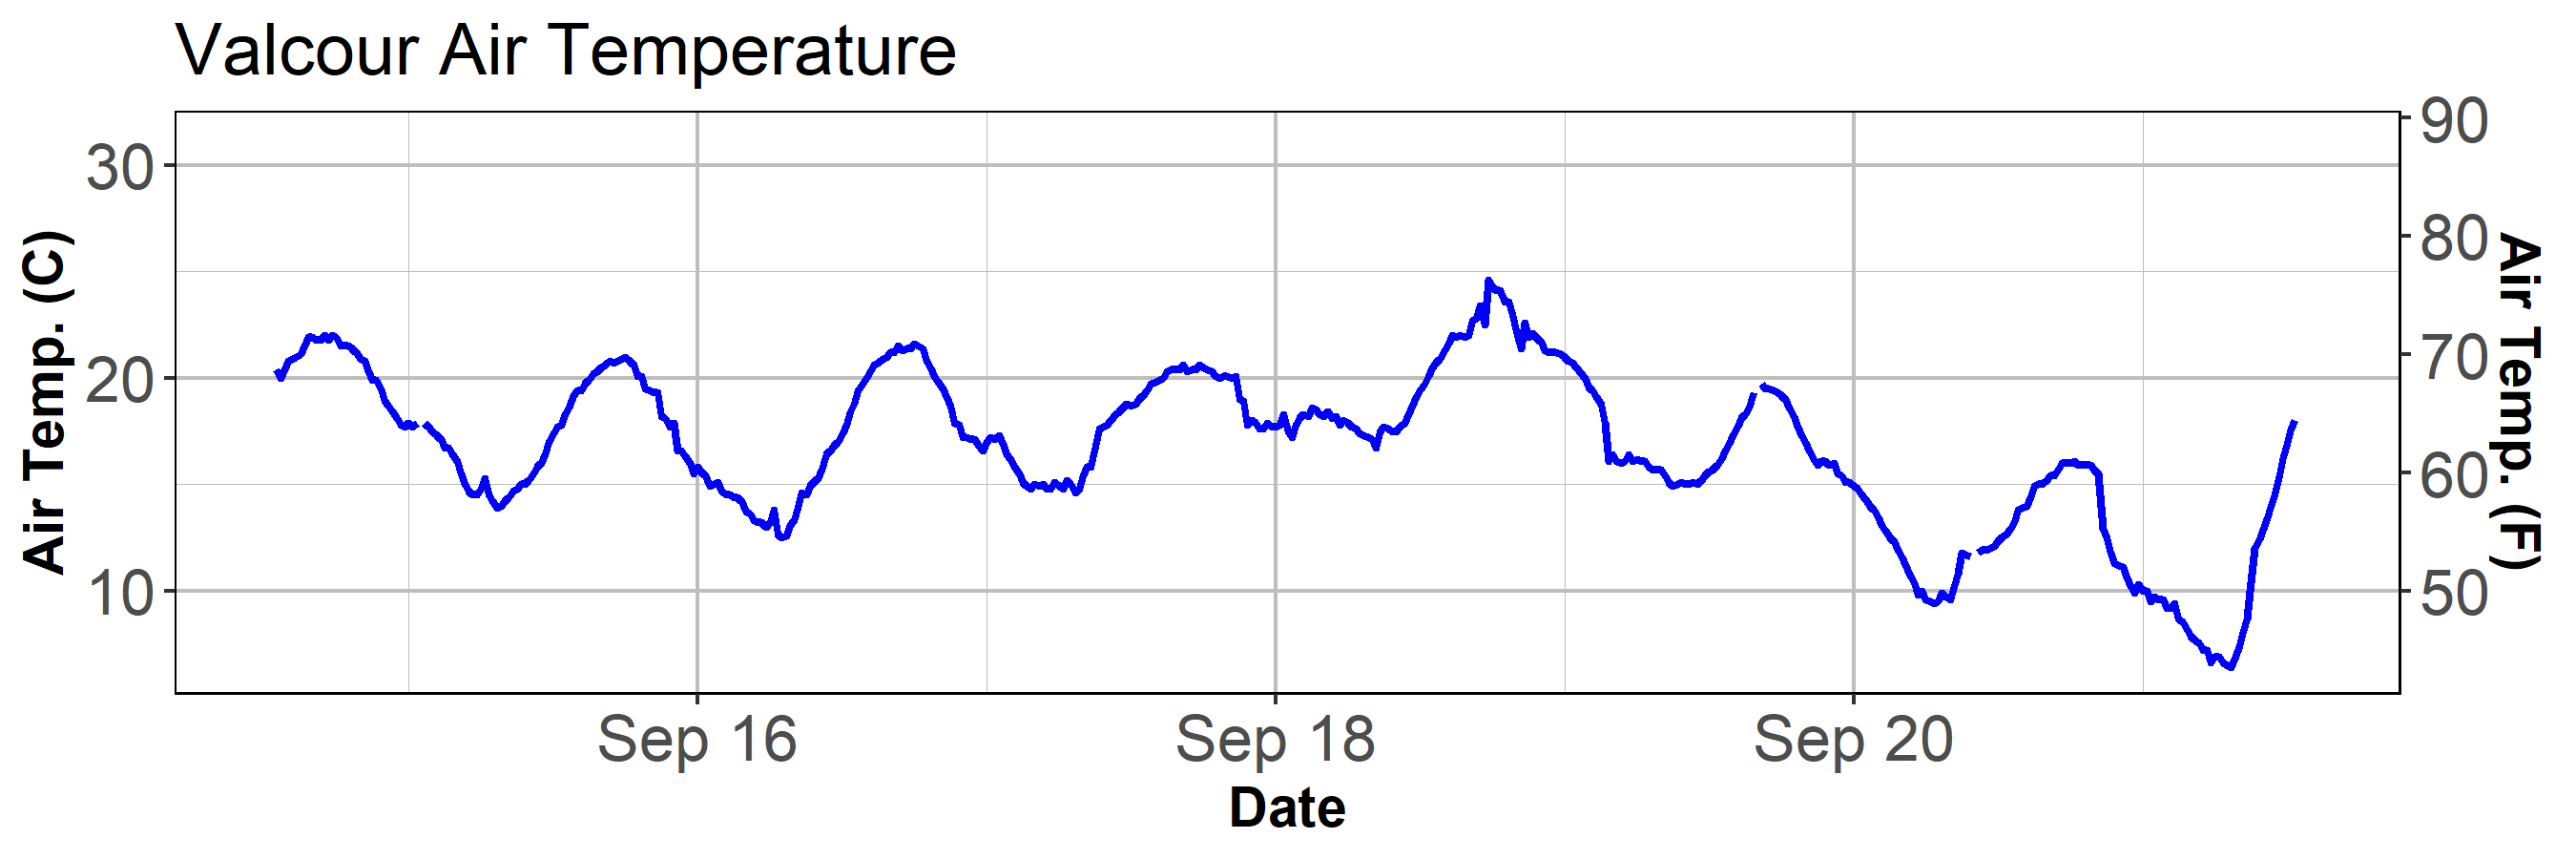 Valcour Air Temperature
Air Temp. (C)
30
20
10
90
80
70
60
50
Air Temp. (F)
Sep 16
Sep 18
Sep 20
Date